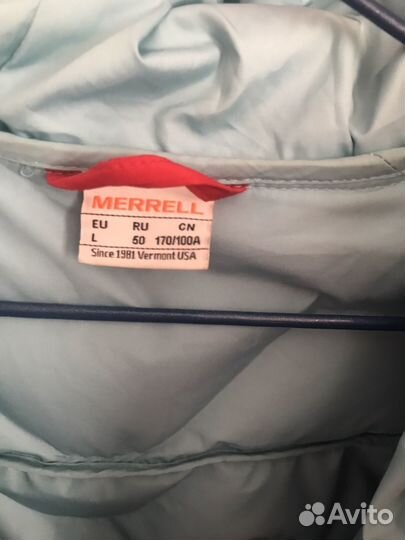 MERRELL
EU RU CN
L 50 170/100A
Since 1981 Vermont USA
Avito